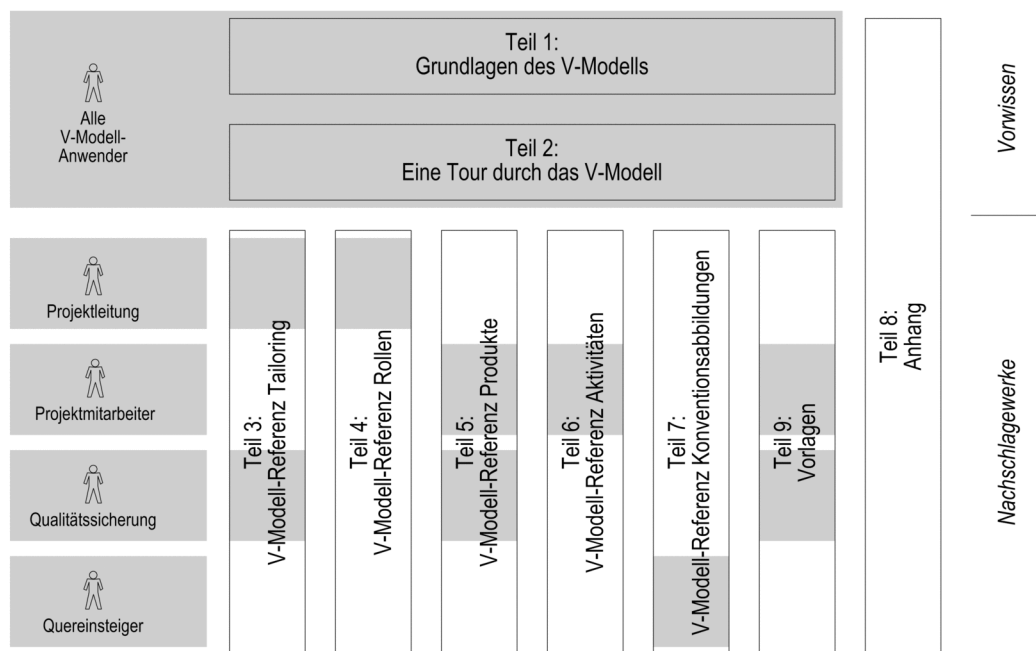 Teil 1:
Grundlagen des V-Modells
Alle
V-Modell-
Anwender
Teil 2:
Eine Tour durch das V-Modell
Vorwissen
Projektleitung
Projektmitarbeiter
Qualitätssicherung
Quereinsteiger
Teil 3:
V-Modell-Referenz Tailoring
Teil 4:
V-Modell-Referenz Rollen
Teil 5:
V-Modell-Referenz Produkte
Teil 6:
V-Modell-Referenz Aktivitäten
Teil 7:
V-Modell-Referenz Konventionsabbildungen
Teil 9:
Vorlagen
Teil 8:
Anhang
Nachschlagewerke